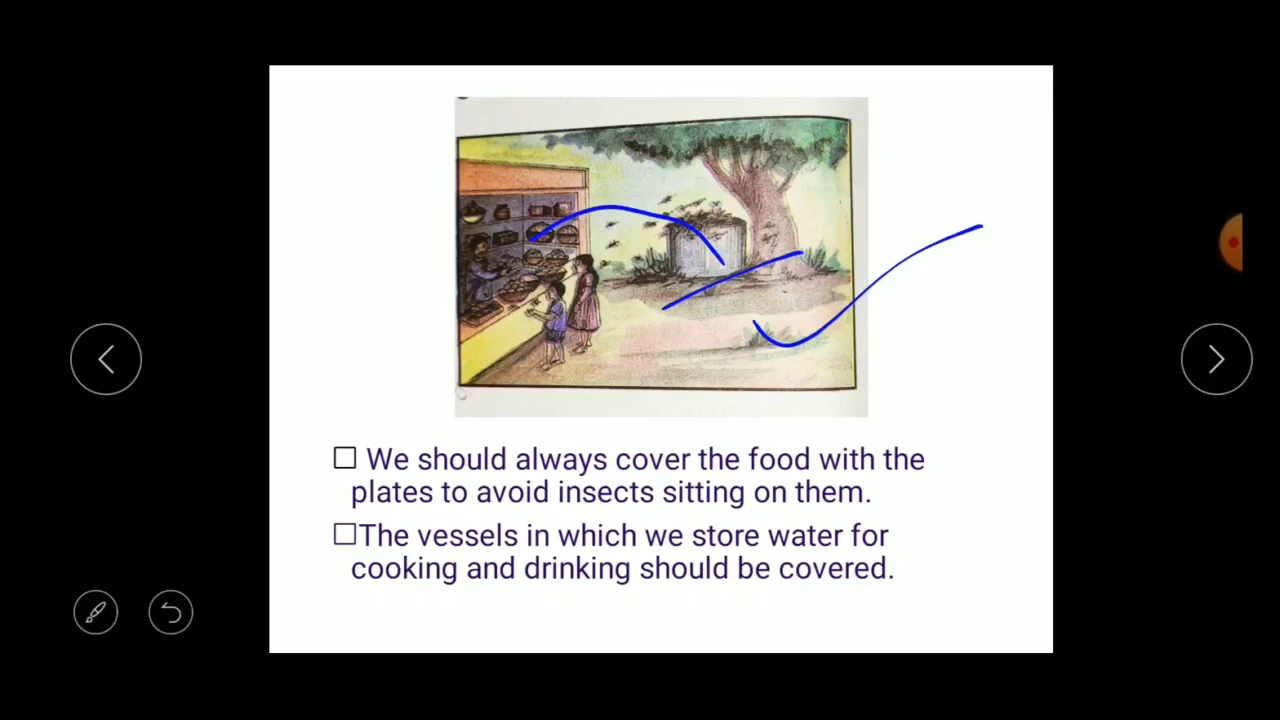 We should always cover the food with the
plates to avoid insects sitting on them.
The vessels in which we store water for
cooking and drinking should be covered.